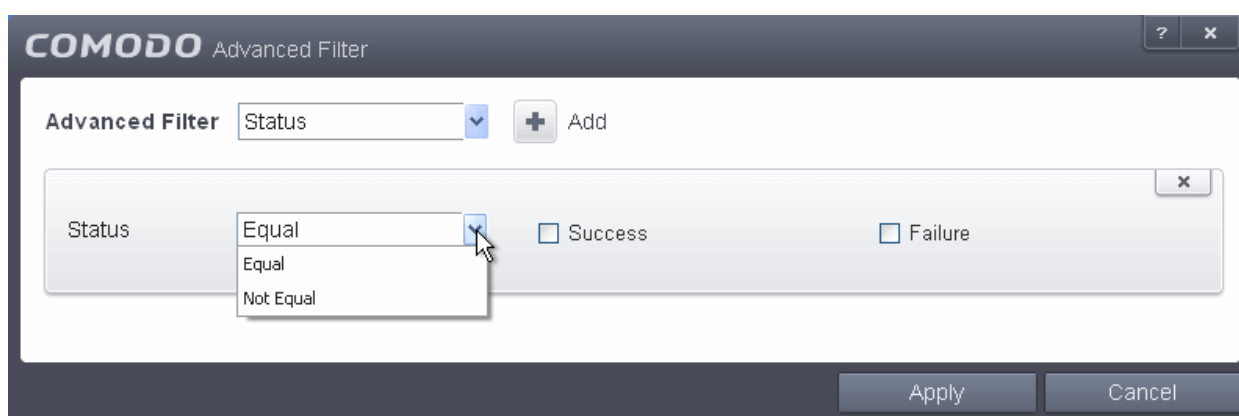 COMODO Advanced Filter ? x
Advanced Filter Status + Add
x
Status Equal Success Failure
Equal
Not Equal
Apply Cancel